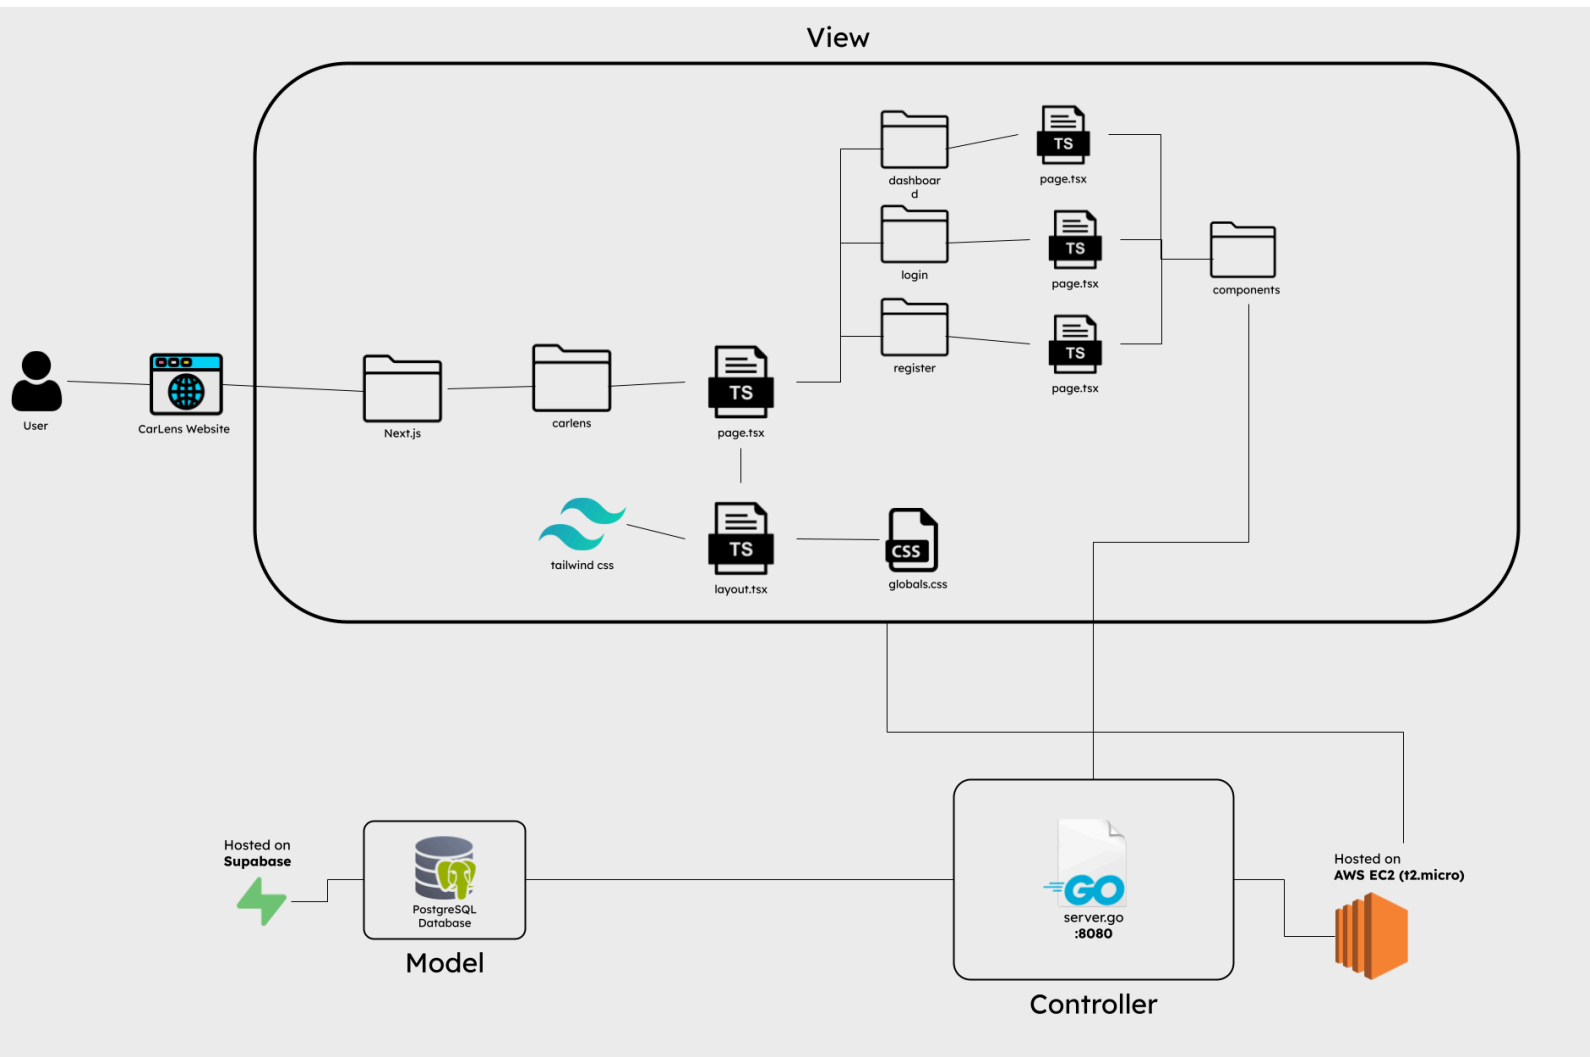 View
dashboar
d
TS
page.tsx
login
TS
page.tsx
components
register
TS
page.tsx
User
CarLens Website
Next.js
carlens
TS
page.tsx
tailwind css
TS
layout.tsx
CSS
globals.css
Hosted on
Supabase
PostgreSQL
Database
Model
GO
server.go
:8080
Controller
Hosted on
AWS EC2 (t2.micro)